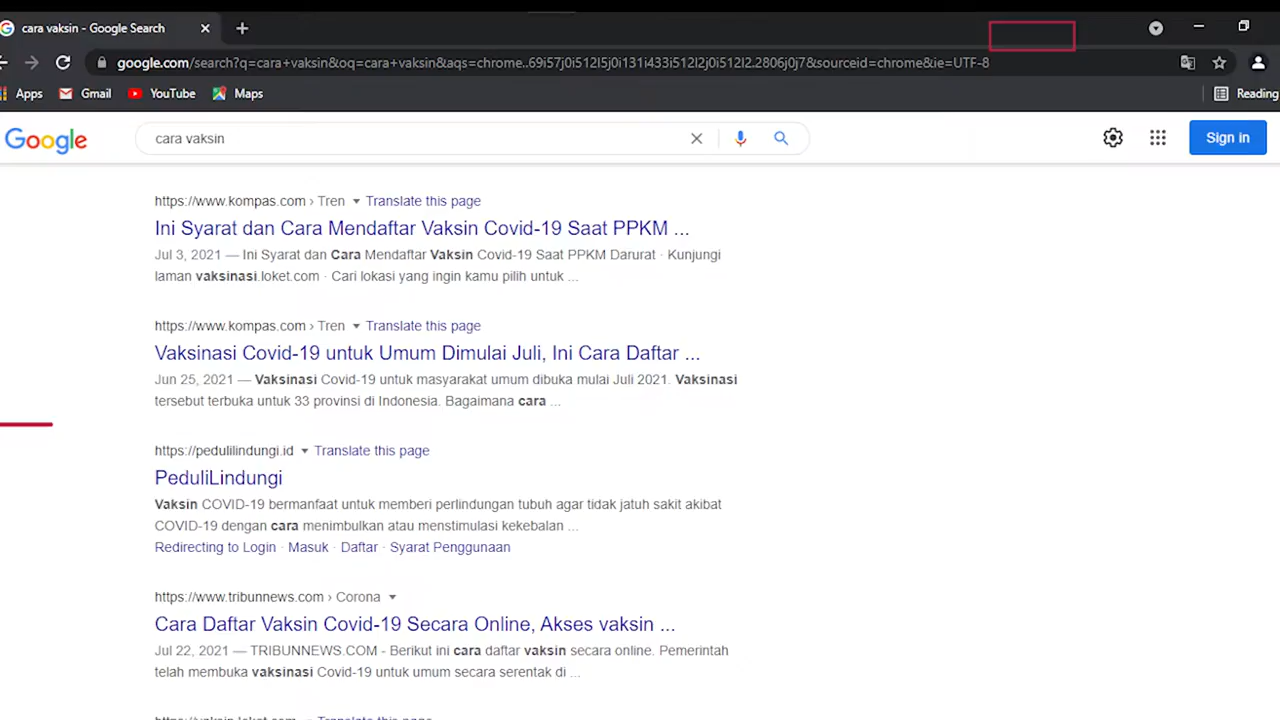 cara vaksin - Google Search
google.com/search?q=cara+vaksin&oq=cara+vaksin&aqs=chrome..69i57j0i512l5j0i131i433i512l2j0i512l2.2806j0j7&sourceid=chrome&ie=UTF-8
Apps Gmail YouTube Maps Reading
Google cara vaksin Sign in
https://www.kompas.com › Tren Translate this page
Ini Syarat dan Cara Mendaftar Vaksin Covid-19 Saat PPKM ...
Jul 3, 2021 — Ini Syarat dan Cara Mendaftar Vaksin Covid-19 Saat PPKM Darurat · Kunjungi
laman vaksinasi.loket.com · Cari lokasi yang ingin kamu pilih untuk ...
https://www.kompas.com › Tren Translate this page
Vaksinasi Covid-19 untuk Umum Dimulai Juli, Ini Cara Daftar ...
Jun 25, 2021 — Vaksinasi Covid-19 untuk masyarakat umum dibuka mulai Juli 2021. Vaksinasi
tersebut terbuka untuk 33 provinsi di Indonesia. Bagaimana cara ...
https://pedulilindungi.id Translate this page
PeduliLindungi
Vaksin COVID-19 bermanfaat untuk memberi perlindungan tubuh agar tidak jatuh sakit akibat
COVID-19 dengan cara menimbulkan atau menstimulasi kekebalan ...
Redirecting to Login · Masuk · Daftar · Syarat Penggunaan
https://www.tribunnews.com › Corona
Cara Daftar Vaksin Covid-19 Secara Online, Akses vaksin ...
Jul 22, 2021 — TRIBUNNEWS.COM - Berikut ini cara daftar vaksin secara online. Pemerintah
telah membuka vaksinasi Covid-19 untuk umum secara serentak di ...